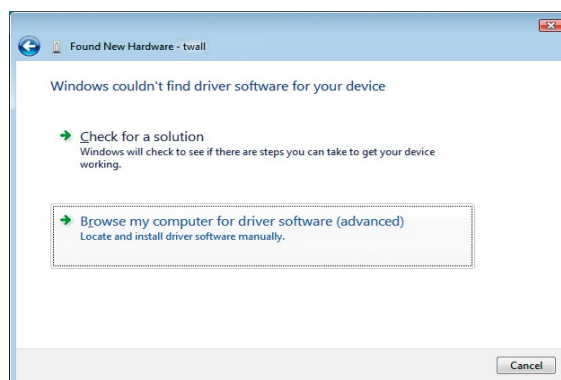 Found New Hardware - twall
Windows couldn't find driver software for your device
Check for a solution
Windows will check to see if there are steps you can take to get your device
working.
Browse my computer for driver software (advanced)
Locate and install driver software manually.
Cancel